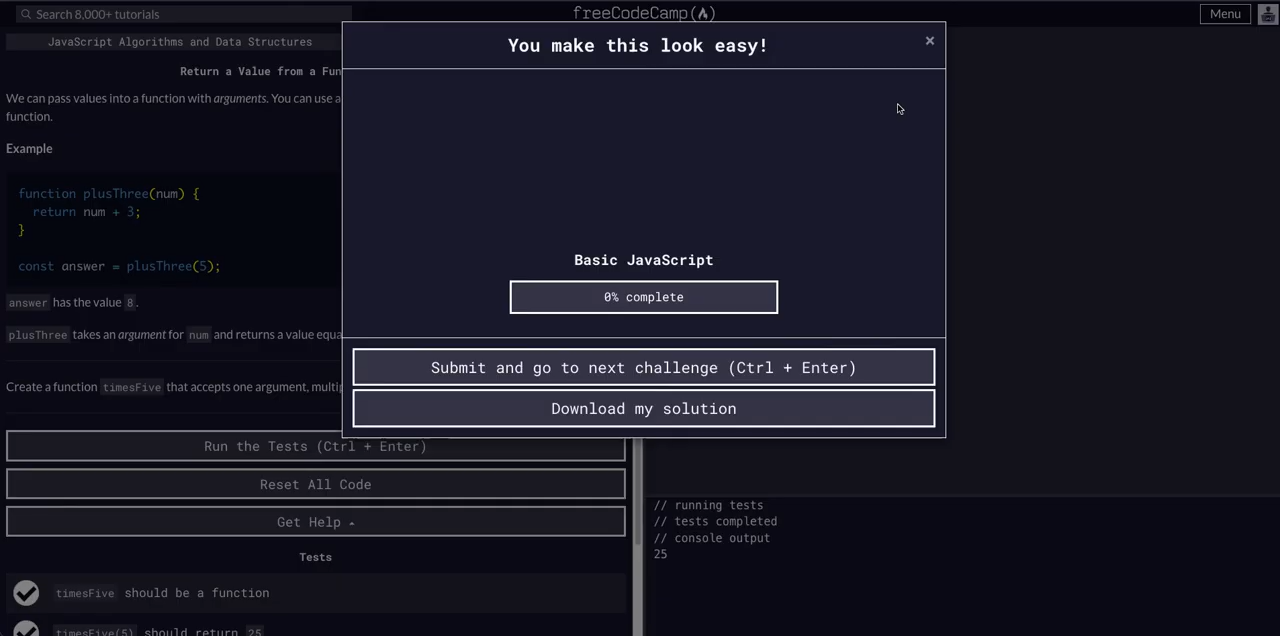 Search 8,000+ tutorials
freeCodeCamp
Menu
JavaScript Algorithms and Data Structures
Return a Value from a Fun
We can pass values into a function with arguments. You can use a
function.
Example
function plusThree(num) {
return num + 3;
}
const answer = plusThree(5);
answer has the value 8.
plusThree takes an argument for num and returns a value equa
Create a function timesFive that accepts one argument, multip
Run the Tests (Ctrl + Enter)
Reset All Code
Get Help
Tests
timesFive should be a function
timesFive(5) should return 25
You make this look easy!
×
Basic JavaScript
0% complete
Submit and go to next challenge (Ctrl + Enter)
Download my solution
// running tests
// tests completed
// console output
25